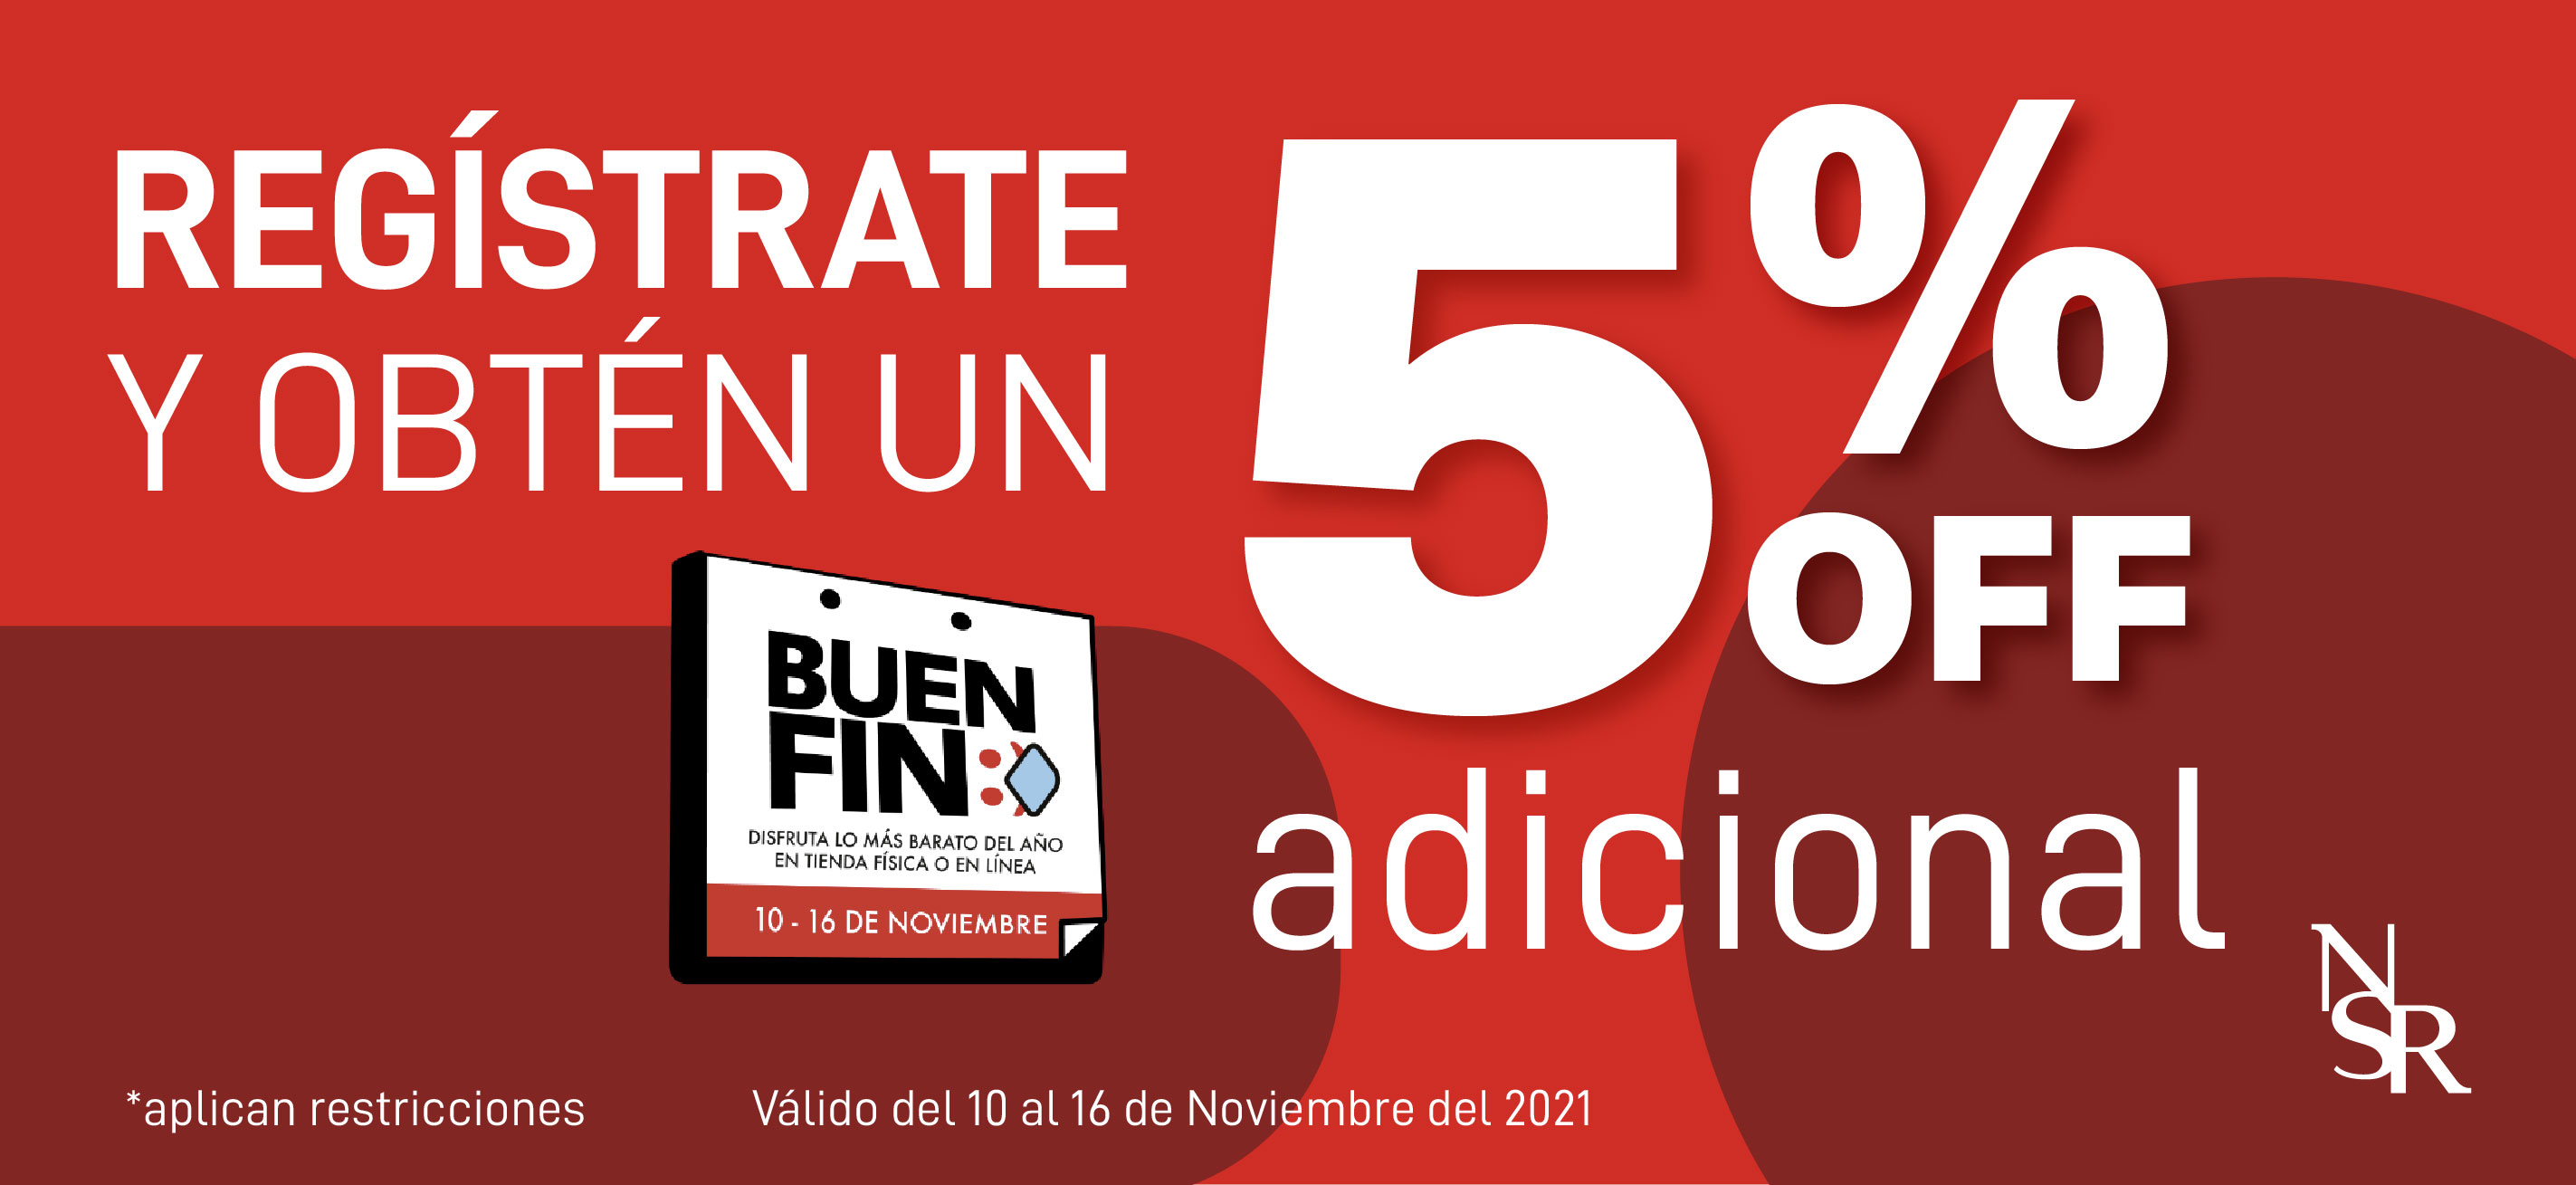 REGÍSTRATE
Y OBTÉN UN
5%
OFF
adicional
BUEN
FIN
DISFRUTA LO MÁS BARATO DEL AÑO
EN TIENDA FÍSICA O EN LÍNEA
10 - 16 DE NOVIEMBRE
NSR
*aplican restricciones
Válido del 10 al 16 de Noviembre del 2021